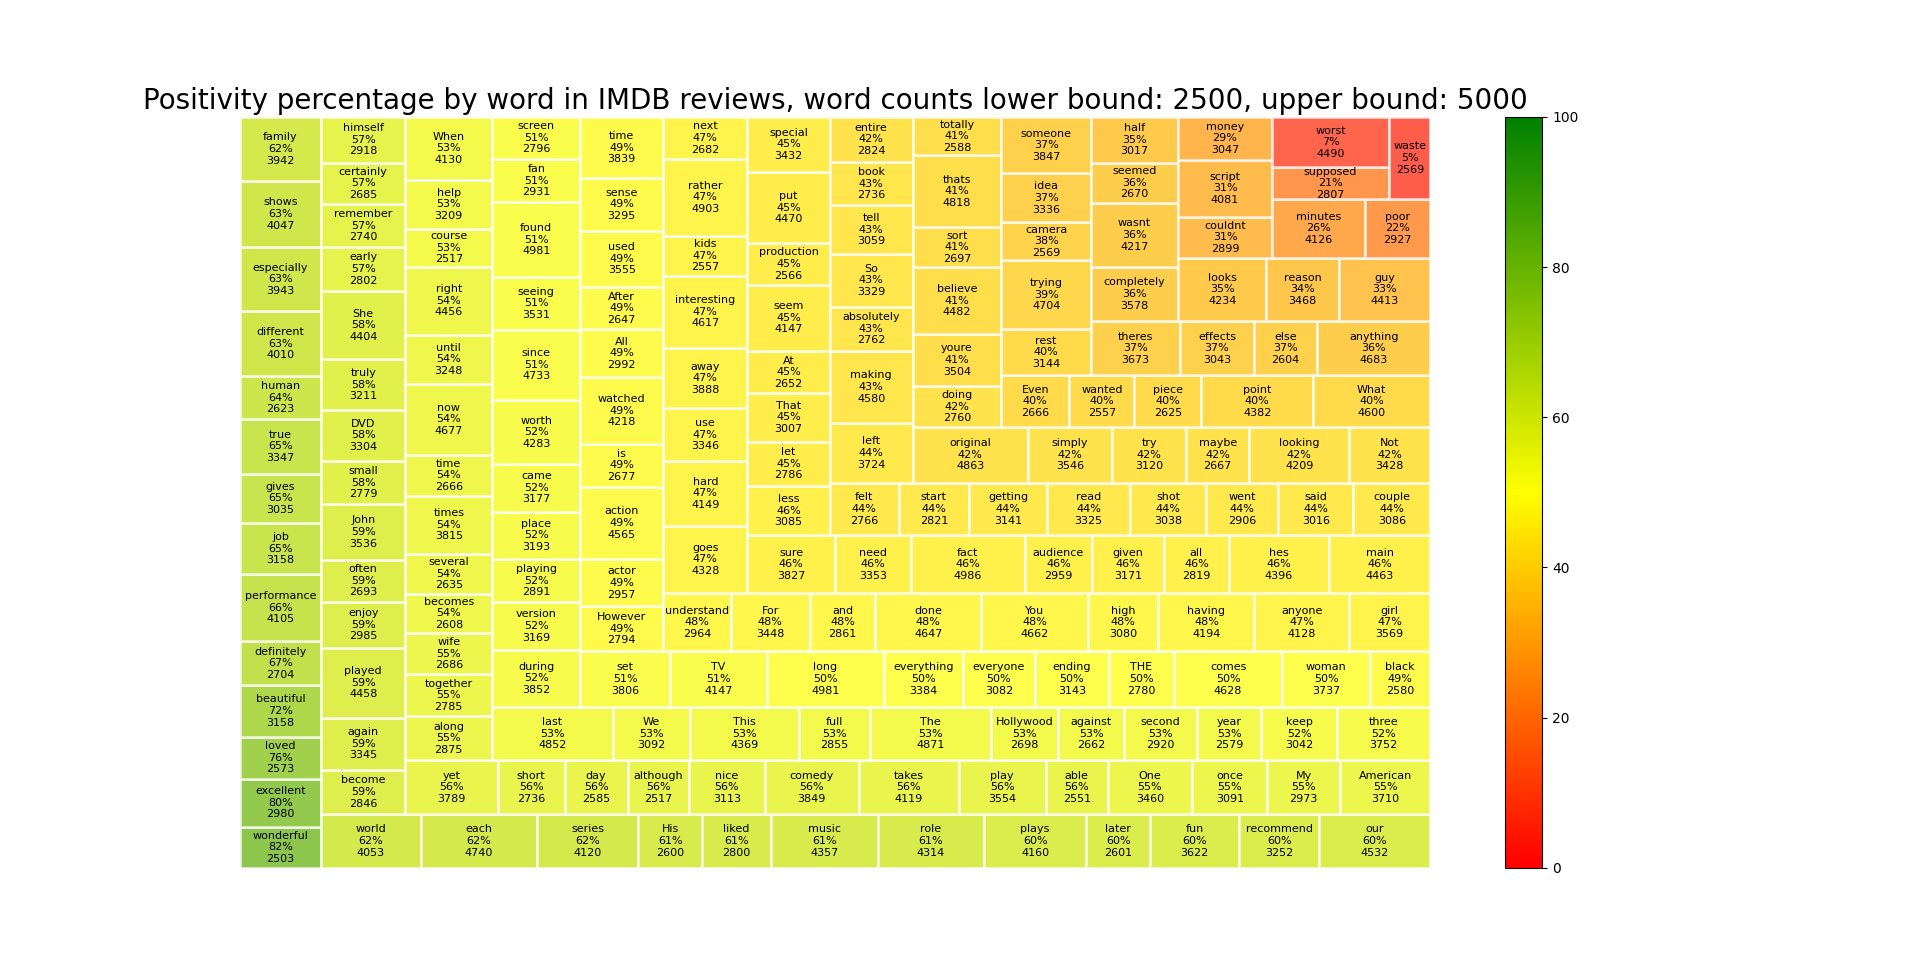 Positivity percentage by word in IMDB reviews, word counts lower bound: 2500, upper bound: 5000
family
62%
3942
shows
63%
4047
especially
63%
3943
different
63%
4010
human
64%
2623
true
65%
3347
gives
65%
3035
job
65%
3158
performance
66%
4105
definitely
67%
2704
beautiful
72%
3158
loved
76%
2573
excellent
80%
2980
wonderful
82%
2503
himself
57%
2918
certainly
57%
2685
remember
57%
2740
early
57%
2802
She
58%
4404
truly
58%
3211
DVD
58%
3304
small
58%
2779
John
59%
3536
often
59%
2693
enjoy
59%
2985
played
59%
4458
again
59%
3345
become
59%
2846
world
62%
4053
each
62%
4740
series
62%
4120
His
61%
2600
liked
61%
2800
music
61%
4357
role
61%
4314
plays
60%
4160
later
60%
2601
fun
60%
3622
recommend
60%
3252
our
60%
4532
When
53%
4130
help
53%
3209
course
53%
2517
right
54%
4456
until
54%
3248
now
54%
4677
time
54%
2666
times
54%
3815
several
54%
2635
becomes
54%
2608
wife
55%
2686
together
55%
2785
along
55%
2875
yet
56%
3789
short
56%
2736
day
56%
2585
although
56%
2517
nice
56%
3113
comedy
56%
3849
takes
56%
4119
play
56%
3554
able
56%
2551
One
55%
3460
once
55%
3091
My
55%
2973
American
55%
3710
screen
51%
2796
fan
51%
2931
found
51%
4981
seeing
51%
3531
since
51%
4733
worth
52%
4283
came
52%
3177
place
52%
3193
playing
52%
2891
version
52%
3169
during
52%
3852
last
53%
4852
We
53%
3092
This
53%
4369
full
53%
2855
The
53%
4871
Hollywood
53%
2698
against
53%
2662
second
53%
2920
year
53%
2579
keep
52%
3042
three
52%
3752
time
49%
3839
sense
49%
3295
used
49%
3555
After
49%
2647
All
49%
2992
watched
49%
4218
is
49%
2677
action
49%
4565
actor
49%
2957
However
49%
2794
set
51%
3806
TV
51%
4147
long
50%
4981
everything
50%
3384
everyone
50%
3082
ending
50%
3143
THE
50%
2780
comes
50%
4628
woman
50%
3737
black
49%
2580
next
47%
2682
rather
47%
4903
kids
47%
2557
interesting
47%
4617
away
47%
3888
use
47%
3346
hard
47%
4149
goes
47%
4328
understand
48%
2964
For
48%
3448
and
48%
2861
done
48%
4647
You
48%
4662
high
48%
3080
having
48%
4194
anyone
47%
4128
girl
47%
3569
special
45%
3432
put
45%
4470
production
45%
2566
seem
45%
4147
At
45%
2652
That
45%
3007
let
45%
2786
less
46%
3085
sure
46%
3827
need
46%
3353
fact
46%
4986
audience
46%
2959
given
46%
3171
all
46%
2819
hes
46%
4396
main
46%
4463
entire
42%
2824
book
43%
2736
tell
43%
3059
So
43%
3329
absolutely
43%
2762
making
43%
4580
left
44%
3724
felt
44%
2766
start
44%
2821
getting
44%
3141
read
44%
3325
shot
44%
3038
went
44%
2906
said
44%
3016
couple
44%
3086
totally
41%
2588
thats
41%
4818
sort
41%
2697
believe
41%
4482
youre
41%
3504
doing
42%
2760
original
42%
4863
simply
42%
3546
try
42%
3120
maybe
42%
2667
looking
42%
4209
Not
42%
3428
someone
37%
3847
idea
37%
3336
camera
38%
2569
trying
39%
4704
rest
40%
3144
Even
40%
2666
wanted
40%
2557
piece
40%
2625
point
40%
4382
What
40%
4600
half
35%
3017
seemed
36%
2670
wasnt
36%
4217
completely
36%
3578
theres
37%
3673
effects
37%
3043
else
37%
2604
anything
36%
4683
money
29%
3047
script
31%
4081
couldnt
31%
2899
looks
35%
4234
reason
34%
3468
guy
33%
4413
worst
7%
4490
supposed
21%
2807
minutes
26%
4126
poor
22%
2927
waste
5%
2569
100
80
60
40
20
0